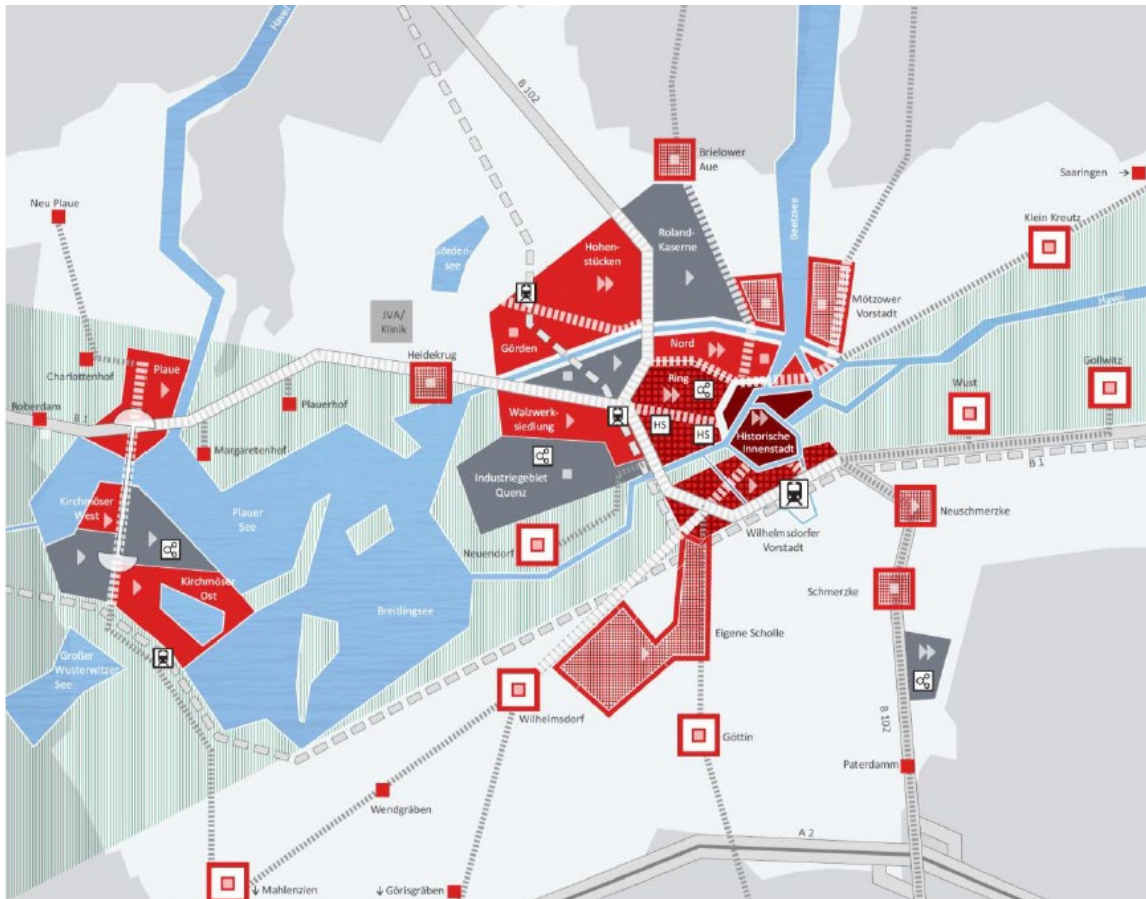 Havel
B 102
Brielower
Aue
Saaringen
Neu Plaue
Klein Kreutz
Beetzsee
Roland-
Kaserne
Hohen-
stücken
Görden-
see
Mötzower
Vorstadt
Havel
JVA/
Klinik
Görden
Nord
Gollwitz
Heidekrug
Plaue
Charlottenhof
Ring
Wust
Plauerhof
Roberdam
B 1
Walzwerk-
siedlung
HS
HS
Historische
Innenstadt
Margaretenhof
B 1
Industriegebiet
Quenz
Kirchmöser
West
Plauer
See
Neuschmerzke
Wilhelmsdorfer
Vorstadt
Neuendorf
Kirchmöser
Ost
Schmerzke
Breitlingsee
Eigene Scholle
Großer
Wusterwitzer
See
Wilhelmsdorf
Göttin
B 102
Paterdamm
Wendgräben
A 2
Mahlenzien
Görisgräben